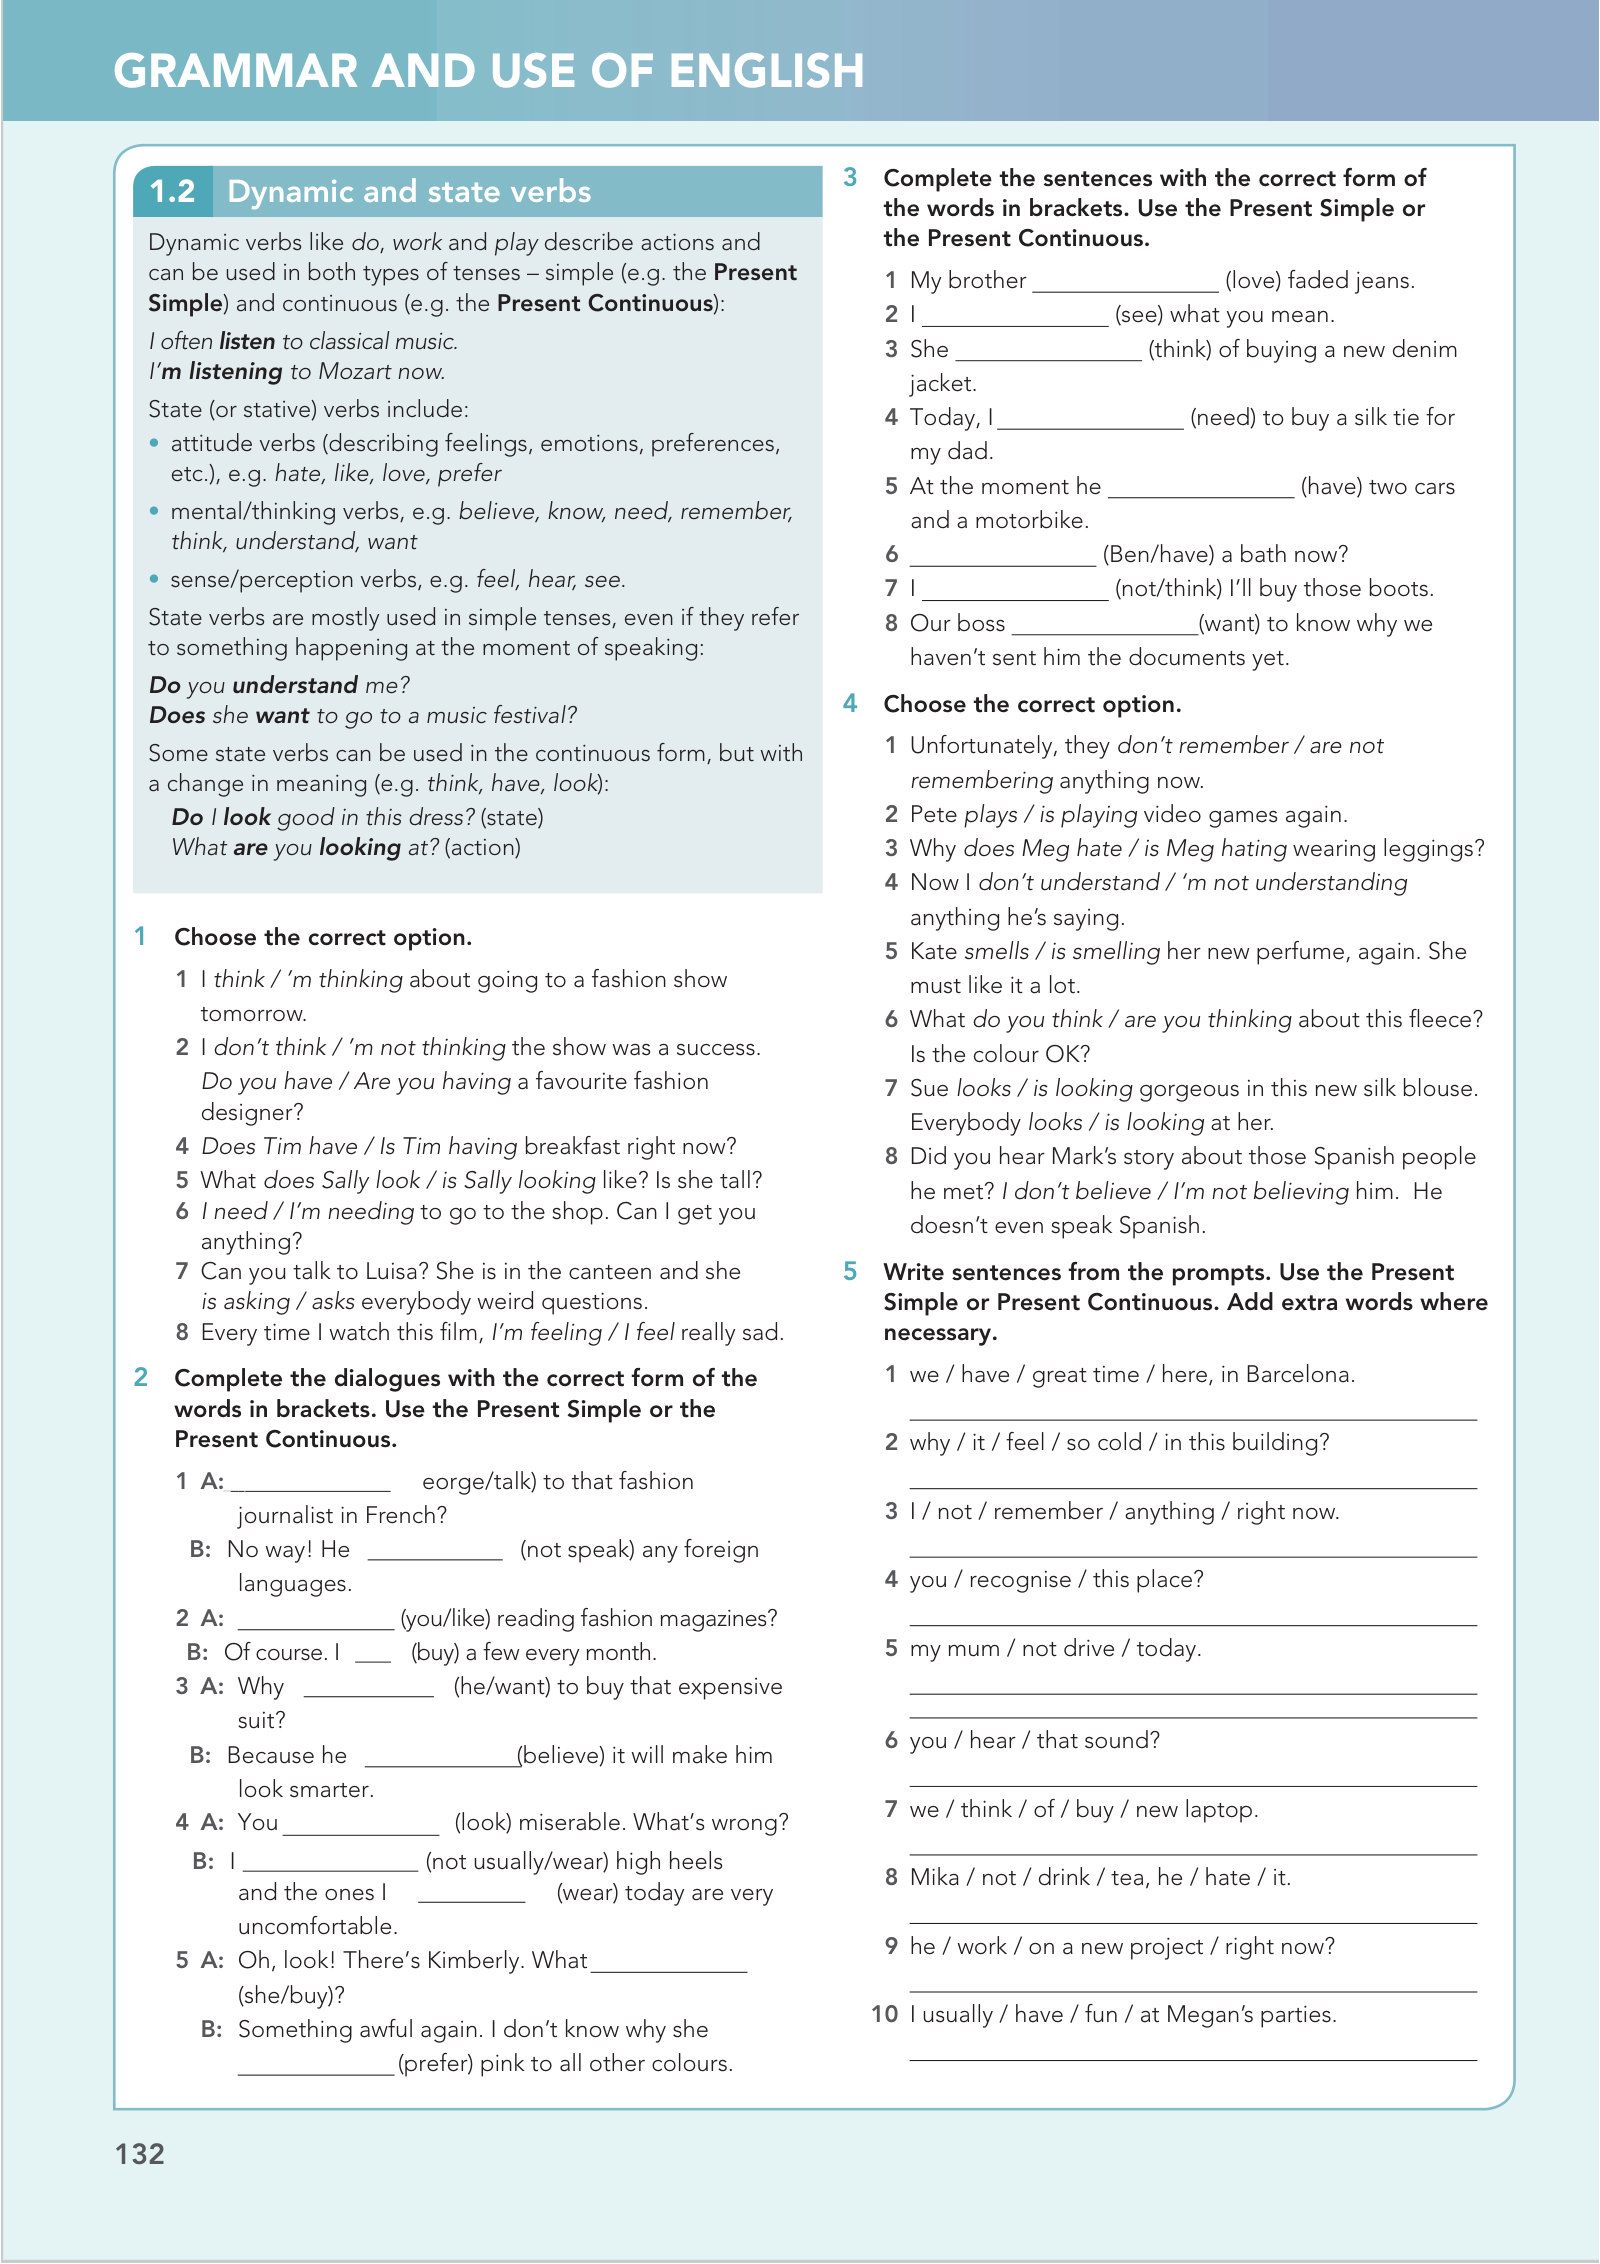 GRAMMAR AND USE OF ENGLISH
1.2 Dynamic and state verbs
Dynamic verbs like do, work and play describe actions and
can be used in both types of tenses – simple (e.g. the Present
Simple) and continuous (e.g. the Present Continuous):
I often listen to classical music.
I'm listening to Mozart now.
State (or stative) verbs include:
• attitude verbs (describing feelings, emotions, preferences,
etc.), e.g. hate, like, love, prefer
• mental/thinking verbs, e.g. believe, know, need, remember,
think, understand, want
• sense/perception verbs, e.g. feel, hear, see.
State verbs are mostly used in simple tenses, even if they refer
to something happening at the moment of speaking:
Do you understand me?
Does she want to go to a music festival?
Some state verbs can be used in the continuous form, but with
a change in meaning (e.g. think, have, look):
Do I look good in this dress? (state)
What are you looking at? (action)
1 Choose the correct option.
1 I think / 'm thinking about going to a fashion show
tomorrow.
2 I don't think / 'm not thinking the show was a success.
Do you have / Are you having a favourite fashion
designer?
4 Does Tim have / Is Tim having breakfast right now?
5 What does Sally look / is Sally looking like? Is she tall?
6 I need / I'm needing to go to the shop. Can I get you
anything?
7 Can you talk to Luisa? She is in the canteen and she
is asking / asks everybody weird questions.
8 Every time I watch this film, I'm feeling / I feel really sad.
2 Complete the dialogues with the correct form of the
words in brackets. Use the Present Simple or the
Present Continuous.
1 A: ____________ eorge/talk) to that fashion
journalist in French?
B: No way! He ____________ (not speak) any foreign
languages.
2 A: ____________ (you/like) reading fashion magazines?
B: Of course. I ___ (buy) a few every month.
3 A: Why __________ (he/want) to buy that expensive
suit?
B: Because he ____________(believe) it will make him
look smarter.
4 A: You ____________ (look) miserable. What's wrong?
B: I ____________ (not usually/wear) high heels
and the ones I ________ (wear) today are very
uncomfortable.
5 A: Oh, look! There's Kimberly. What ____________
(she/buy)?
B: Something awful again. I don't know why she
____________ (prefer) pink to all other colours.
3 Complete the sentences with the correct form of
the words in brackets. Use the Present Simple or
the Present Continuous.
1 My brother ______________ (love) faded jeans.
2 I ______________ (see) what you mean.
3 She ______________ (think) of buying a new denim
jacket.
4 Today, I ______________ (need) to buy a silk tie for
my dad.
5 At the moment he ______________ (have) two cars
and a motorbike.
6 ______________ (Ben/have) a bath now?
7 I ______________ (not/think) I'll buy those boots.
8 Our boss ______________(want) to know why we
haven't sent him the documents yet.
4 Choose the correct option.
1 Unfortunately, they don't remember / are not
remembering anything now.
2 Pete plays / is playing video games again.
3 Why does Meg hate / is Meg hating wearing leggings?
4 Now I don't understand / 'm not understanding
anything he's saying.
5 Kate smells / is smelling her new perfume, again. She
must like it a lot.
6 What do you think / are you thinking about this fleece?
Is the colour OK?
7 Sue looks / is looking gorgeous in this new silk blouse.
Everybody looks / is looking at her.
8 Did you hear Mark's story about those Spanish people
he met? I don't believe / I'm not believing him. He
doesn't even speak Spanish.
5 Write sentences from the prompts. Use the Present
Simple or Present Continuous. Add extra words where
necessary.
1 we / have / great time / here, in Barcelona.
2 why / it / feel / so cold / in this building?
3 I / not / remember / anything / right now.
4 you / recognise / this place?
5 my mum / not drive / today.
6 you / hear / that sound?
7 we / think / of / buy / new laptop.
8 Mika / not / drink / tea, he / hate / it.
9 he / work / on a new project / right now?
10 I usually / have / fun / at Megan's parties.
132